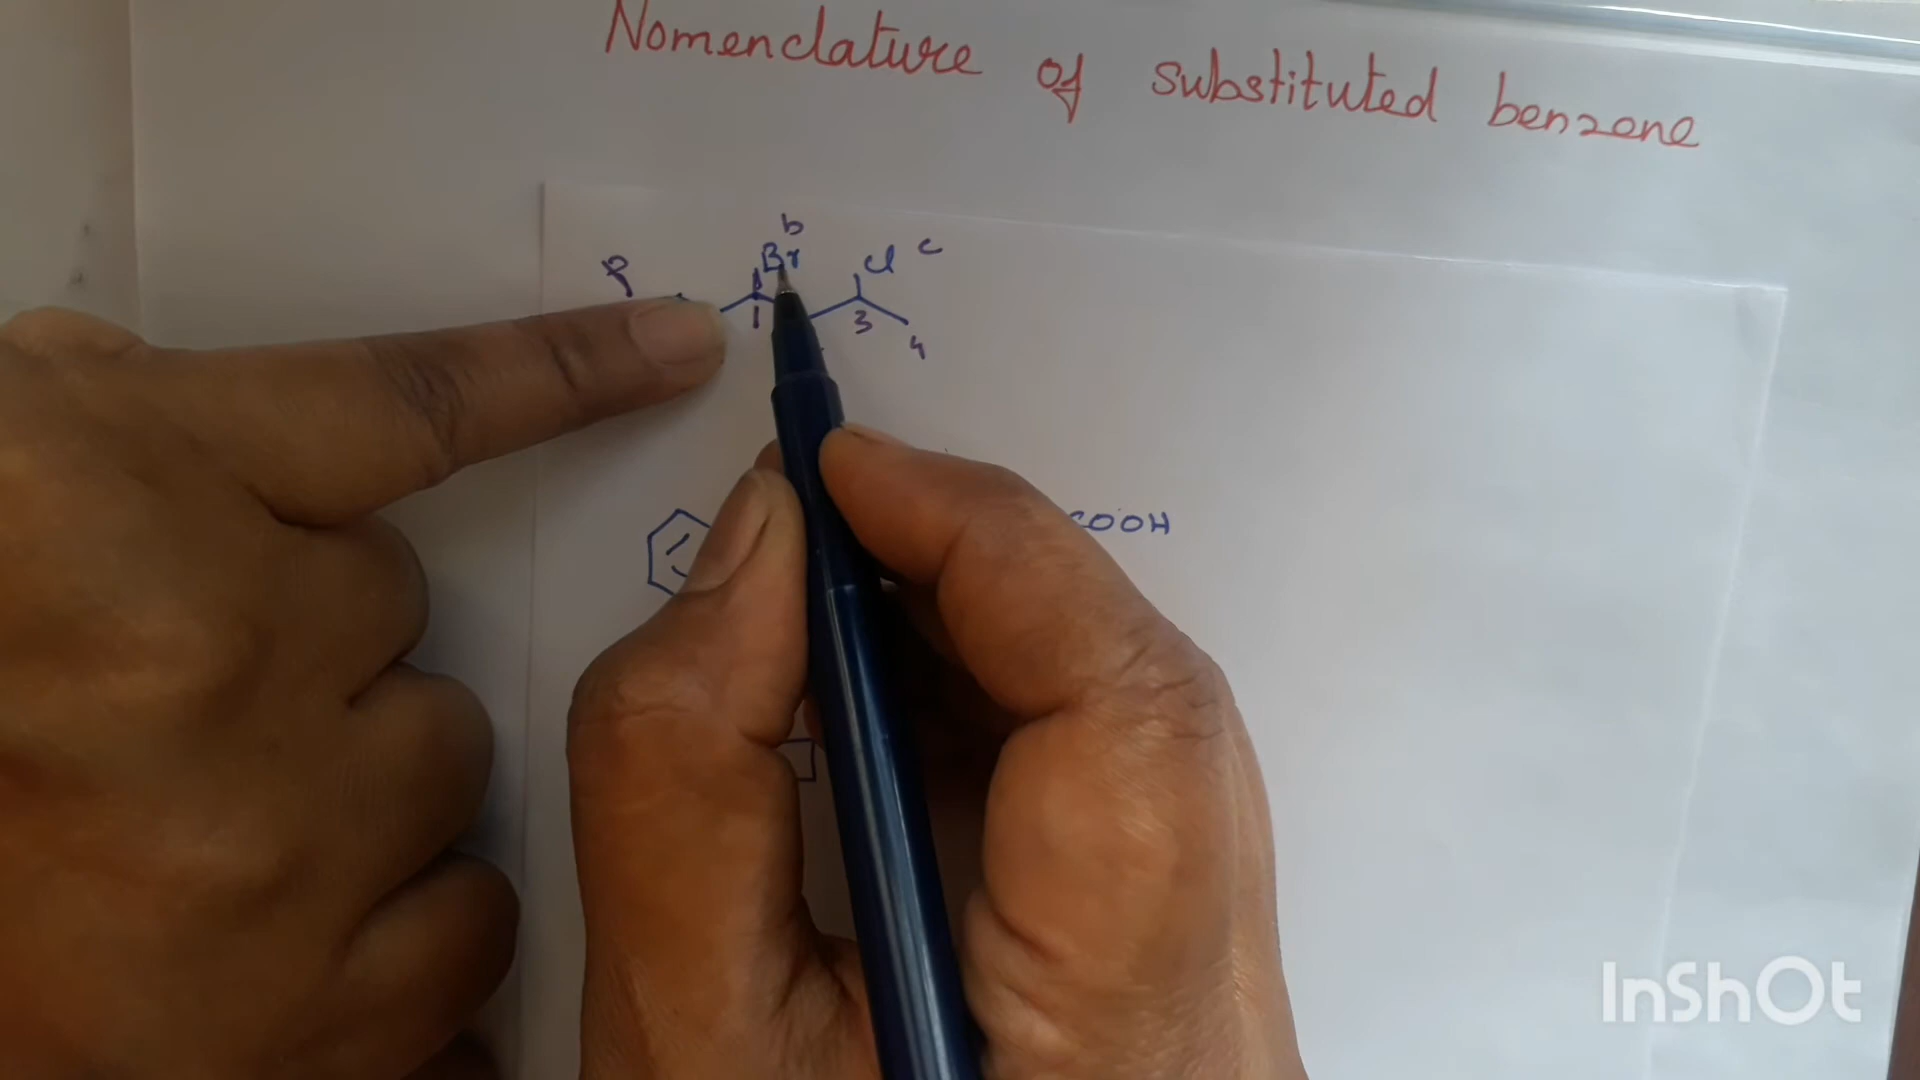 Nomenclature of substituted benzene
b
P Br Cl c
1 3
4
COOH
InShOt